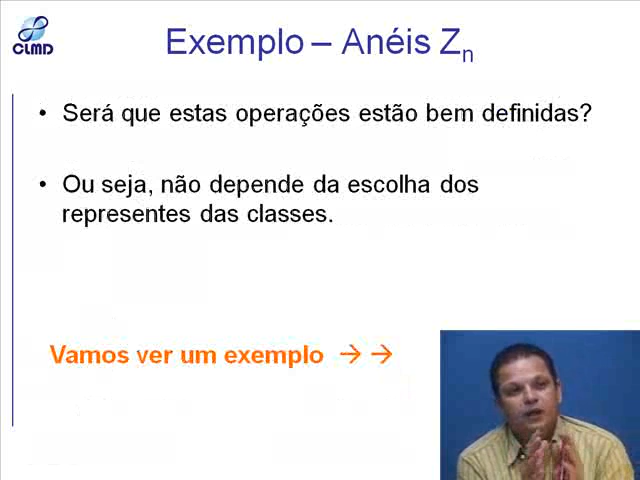 CLMD
Exemplo – Anéis Zn
• Será que estas operações estão bem definidas?
• Ou seja, não depende da escolha dos
representes das classes.
Vamos ver um exemplo → →